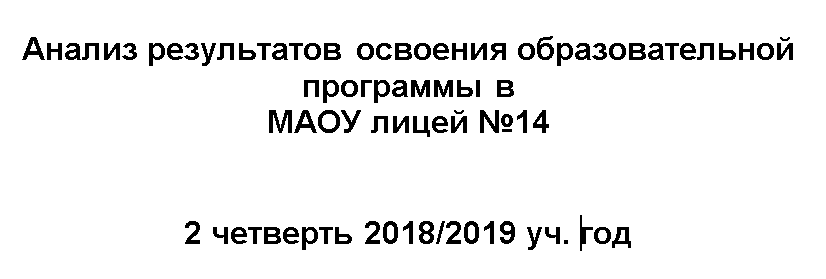 Анализ результатов освоения образовательной
программы в
МАОУ лицей №14
2 четверть 2018/2019 уч. год